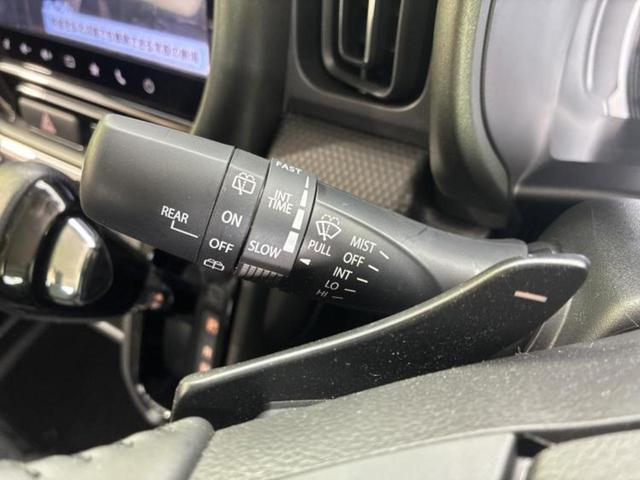 FAST
INT
TIME
SLOW
REAR
ON
OFF
PULL
MIST
OFF
INT
LO
HI